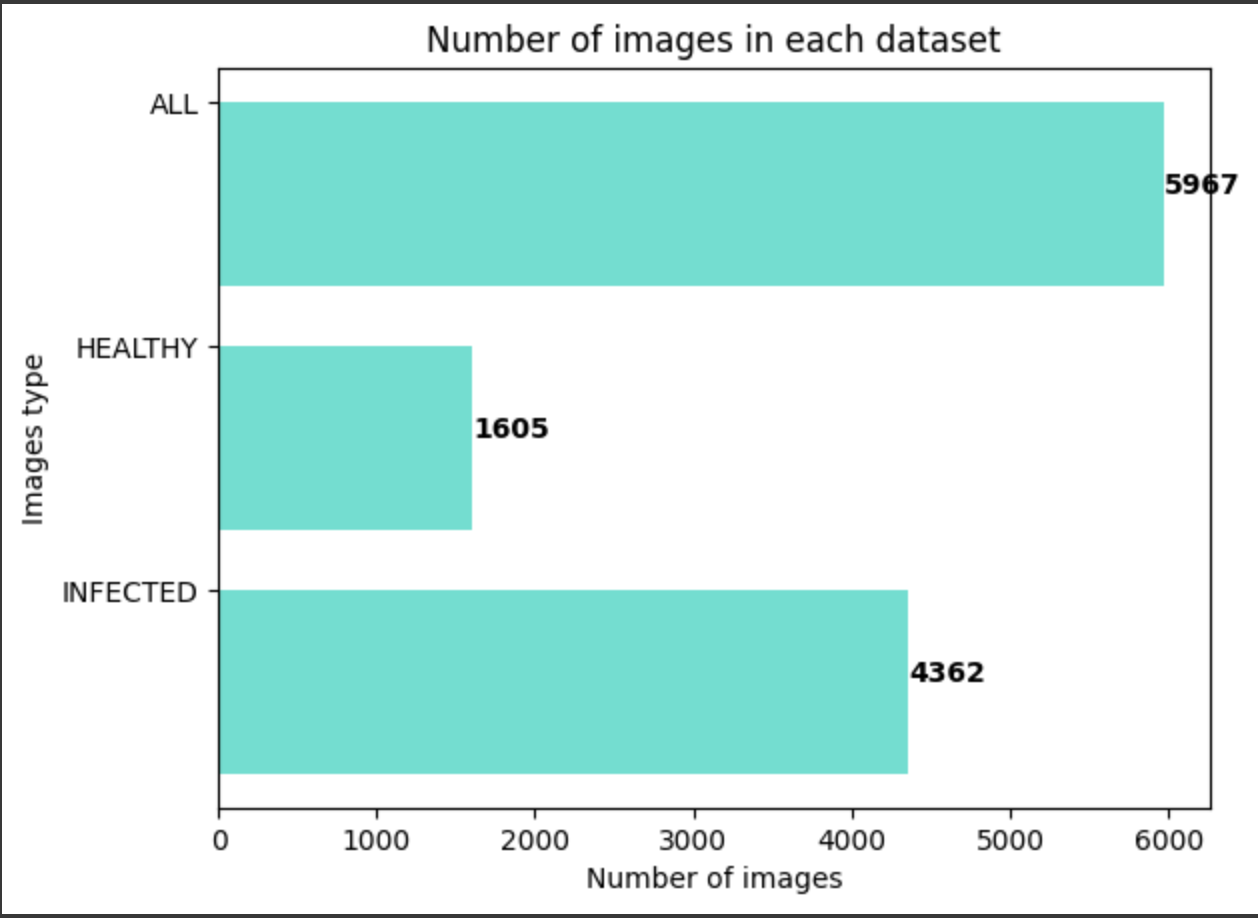 Number of images in each dataset
ALL
5967
HEALTHY
1605
INFECTED
4362
Images type
0 1000 2000 3000 4000 5000 6000
Number of images